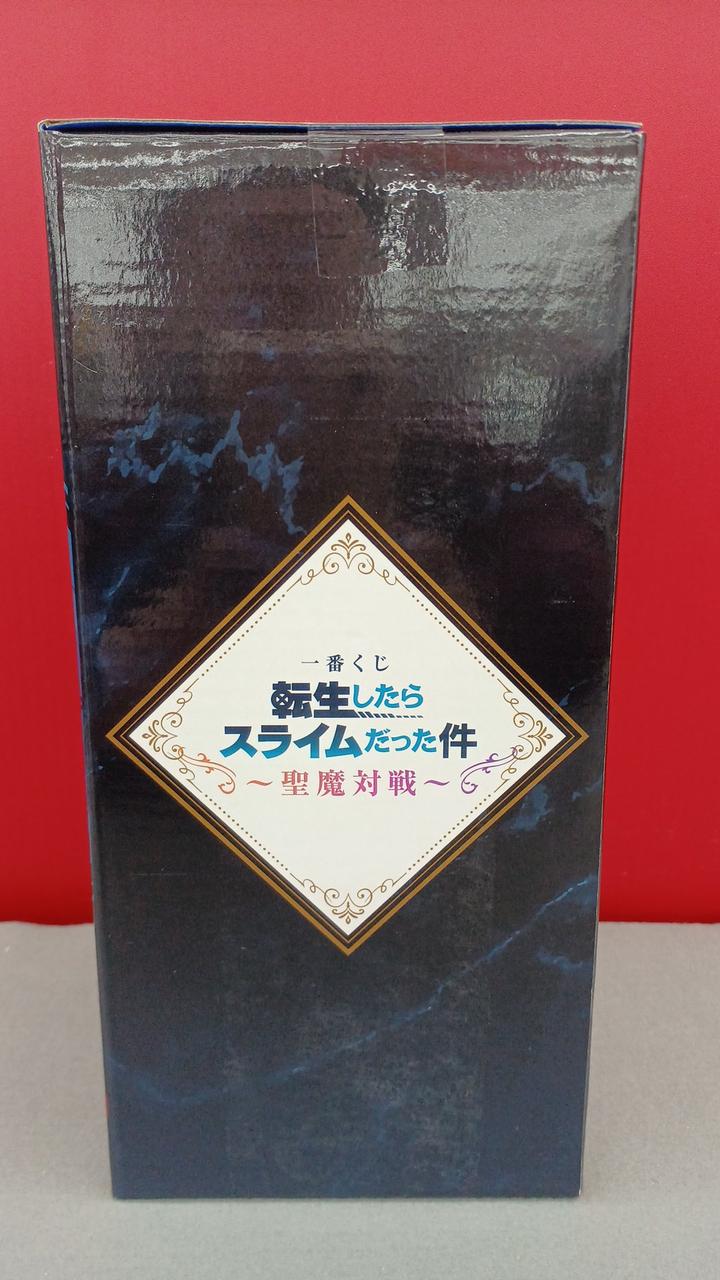 一番くじ
転生したら
スライムだった件
～聖魔対戦～